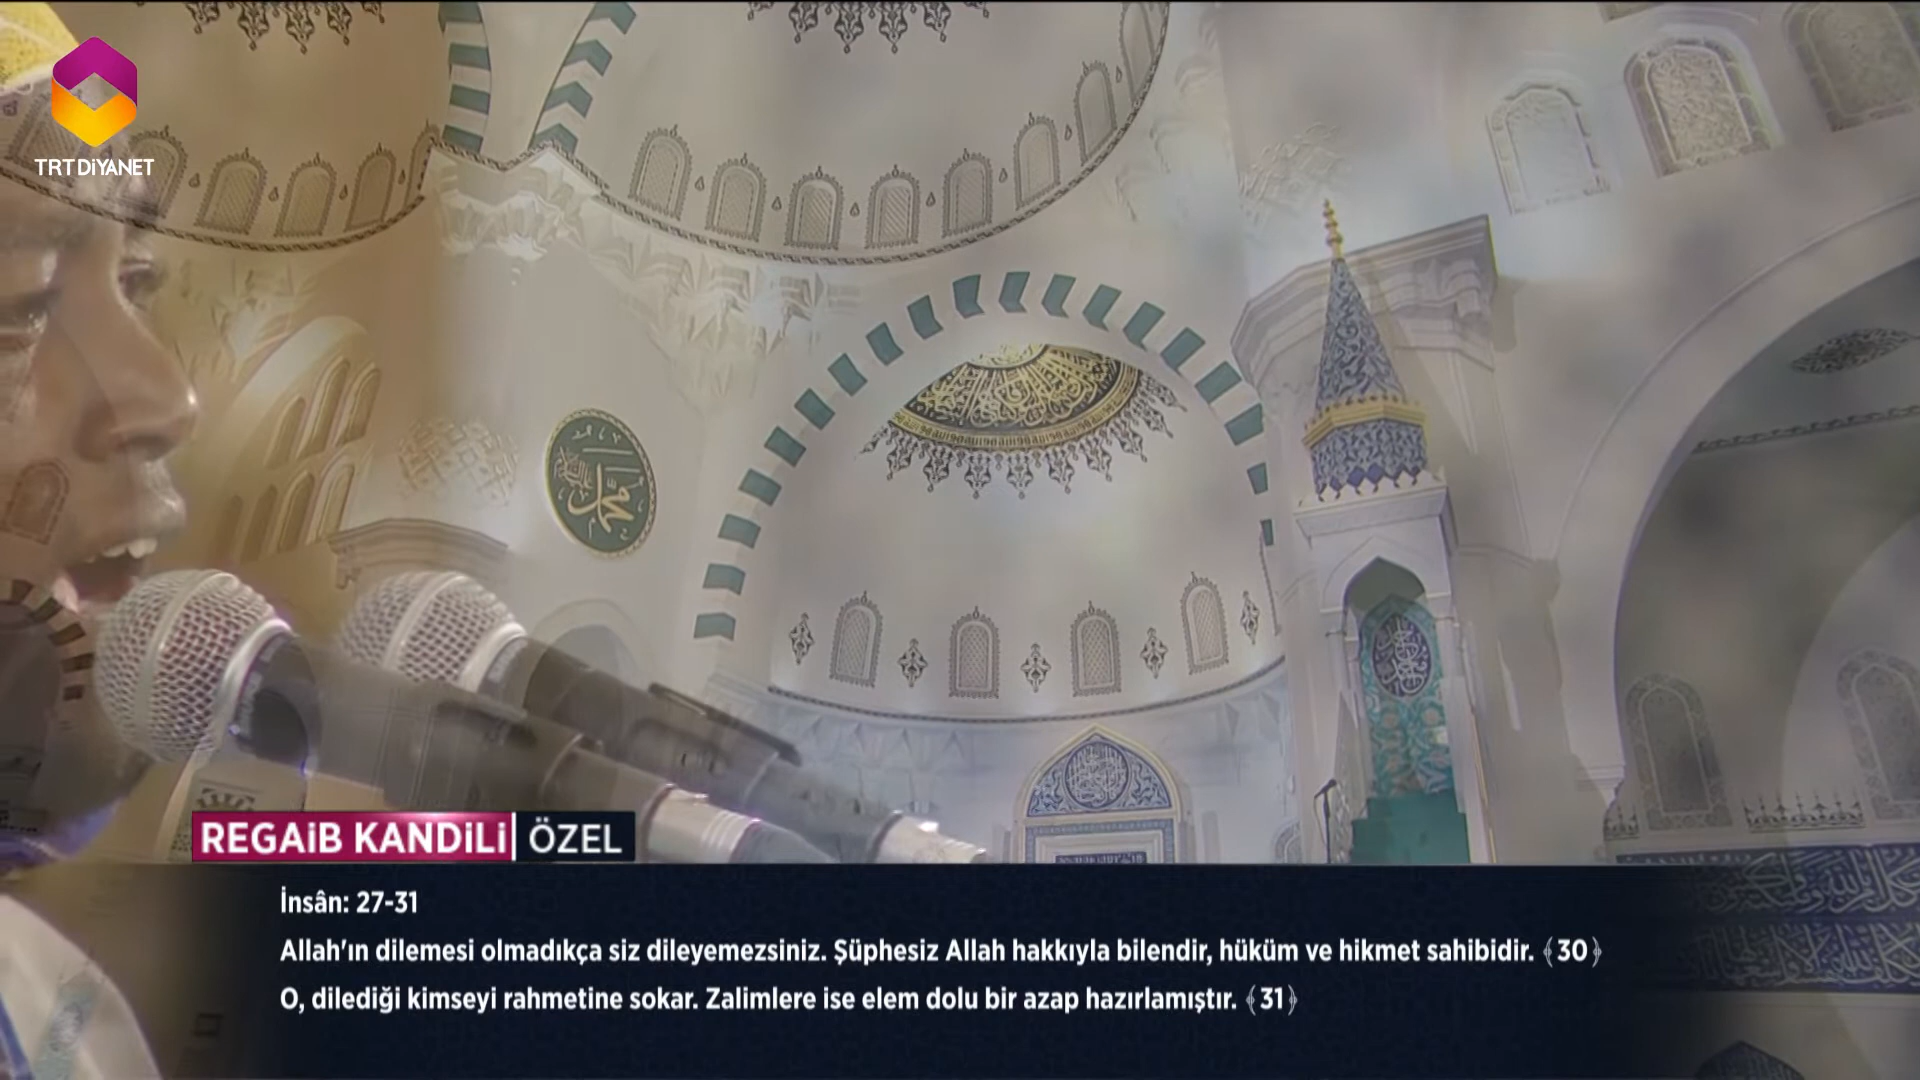 TRT DİYANET
محمد
REGAİB KANDİLİ ÖZEL
İnsân: 27-31
Allah'ın dilemesi olmadıkça siz dileyemezsiniz. Şüphesiz Allah hakkıyla bilendir, hüküm ve hikmet sahibidir. ﴾30﴿
O, dilediği kimseyi rahmetine sokar. Zalimlere ise elem dolu bir azap hazırlamıştır. ﴾31﴿